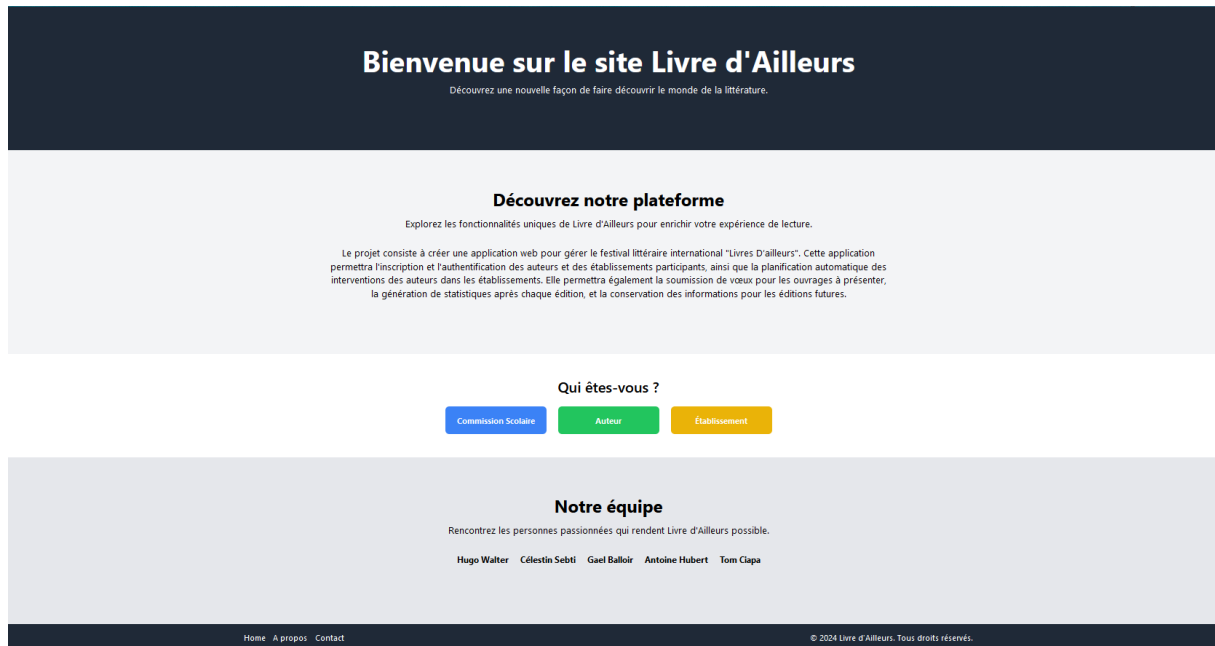 Bienvenue sur le site Livre d'Ailleurs
Découvrez une nouvelle façon de faire découvrir le monde de la littérature.
Découvrez notre plateforme
Explorez les fonctionnalités uniques de Livre d'Ailleurs pour enrichir votre expérience de lecture.
Le projet consiste à créer une application web pour gérer le festival littéraire international "Livres D'ailleurs". Cette application
permettra l'inscription et l'authentification des auteurs et des établissements participants, ainsi que la planification automatique des
interventions des auteurs dans les établissements. Elle permettra également la soumission de vœux pour les ouvrages à présenter,
la génération de statistiques après chaque édition, et la conservation des informations pour les éditions futures.
Qui êtes-vous ?
Commission Scolaire Auteur Établissement
Notre équipe
Rencontrez les personnes passionnées qui rendent Livre d'Ailleurs possible.
Hugo Walter Célestin Sebti Gael Balloir Antoine Hubert Tom Ciapa
Home A propos Contact © 2024 Livre d'Ailleurs. Tous droits réservés.